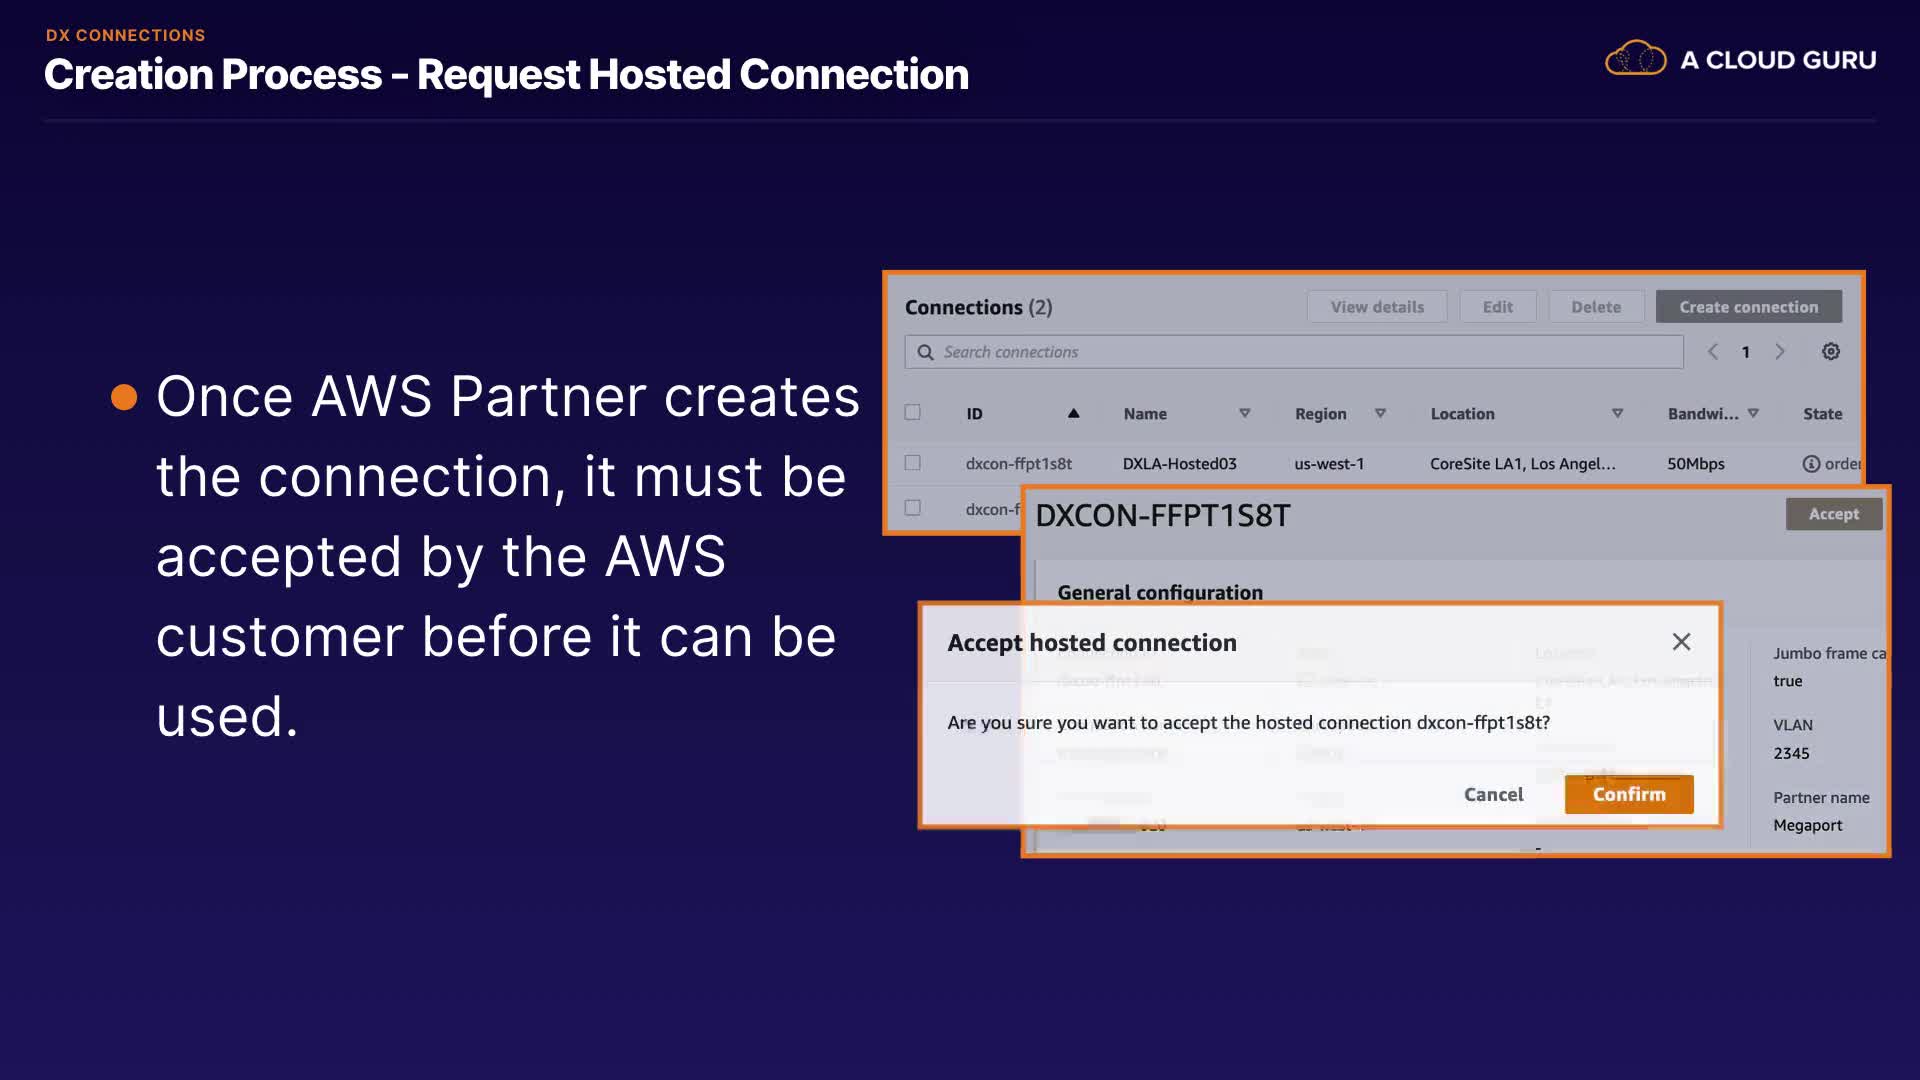 DX CONNECTIONS
Creation Process - Request Hosted Connection
A CLOUD GURU
Once AWS Partner creates
the connection, it must be
accepted by the AWS
customer before it can be
used.
Connections (2)
View details Edit Delete Create connection
Search connections
1
ID Name Region Location Bandwi... State
dxcon-ffpt1s8t DXLA-Hosted03 us-west-1 CoreSite LA1, Los Angel... 50Mbps order
dxcon-f
DXCON-FFPT1S8T
Accept
General configuration
Accept hosted connection
Are you sure you want to accept the hosted connection dxcon-ffpt1s8t?
Cancel Confirm
Jumbo frame ca
true
VLAN
2345
Partner name
Megaport